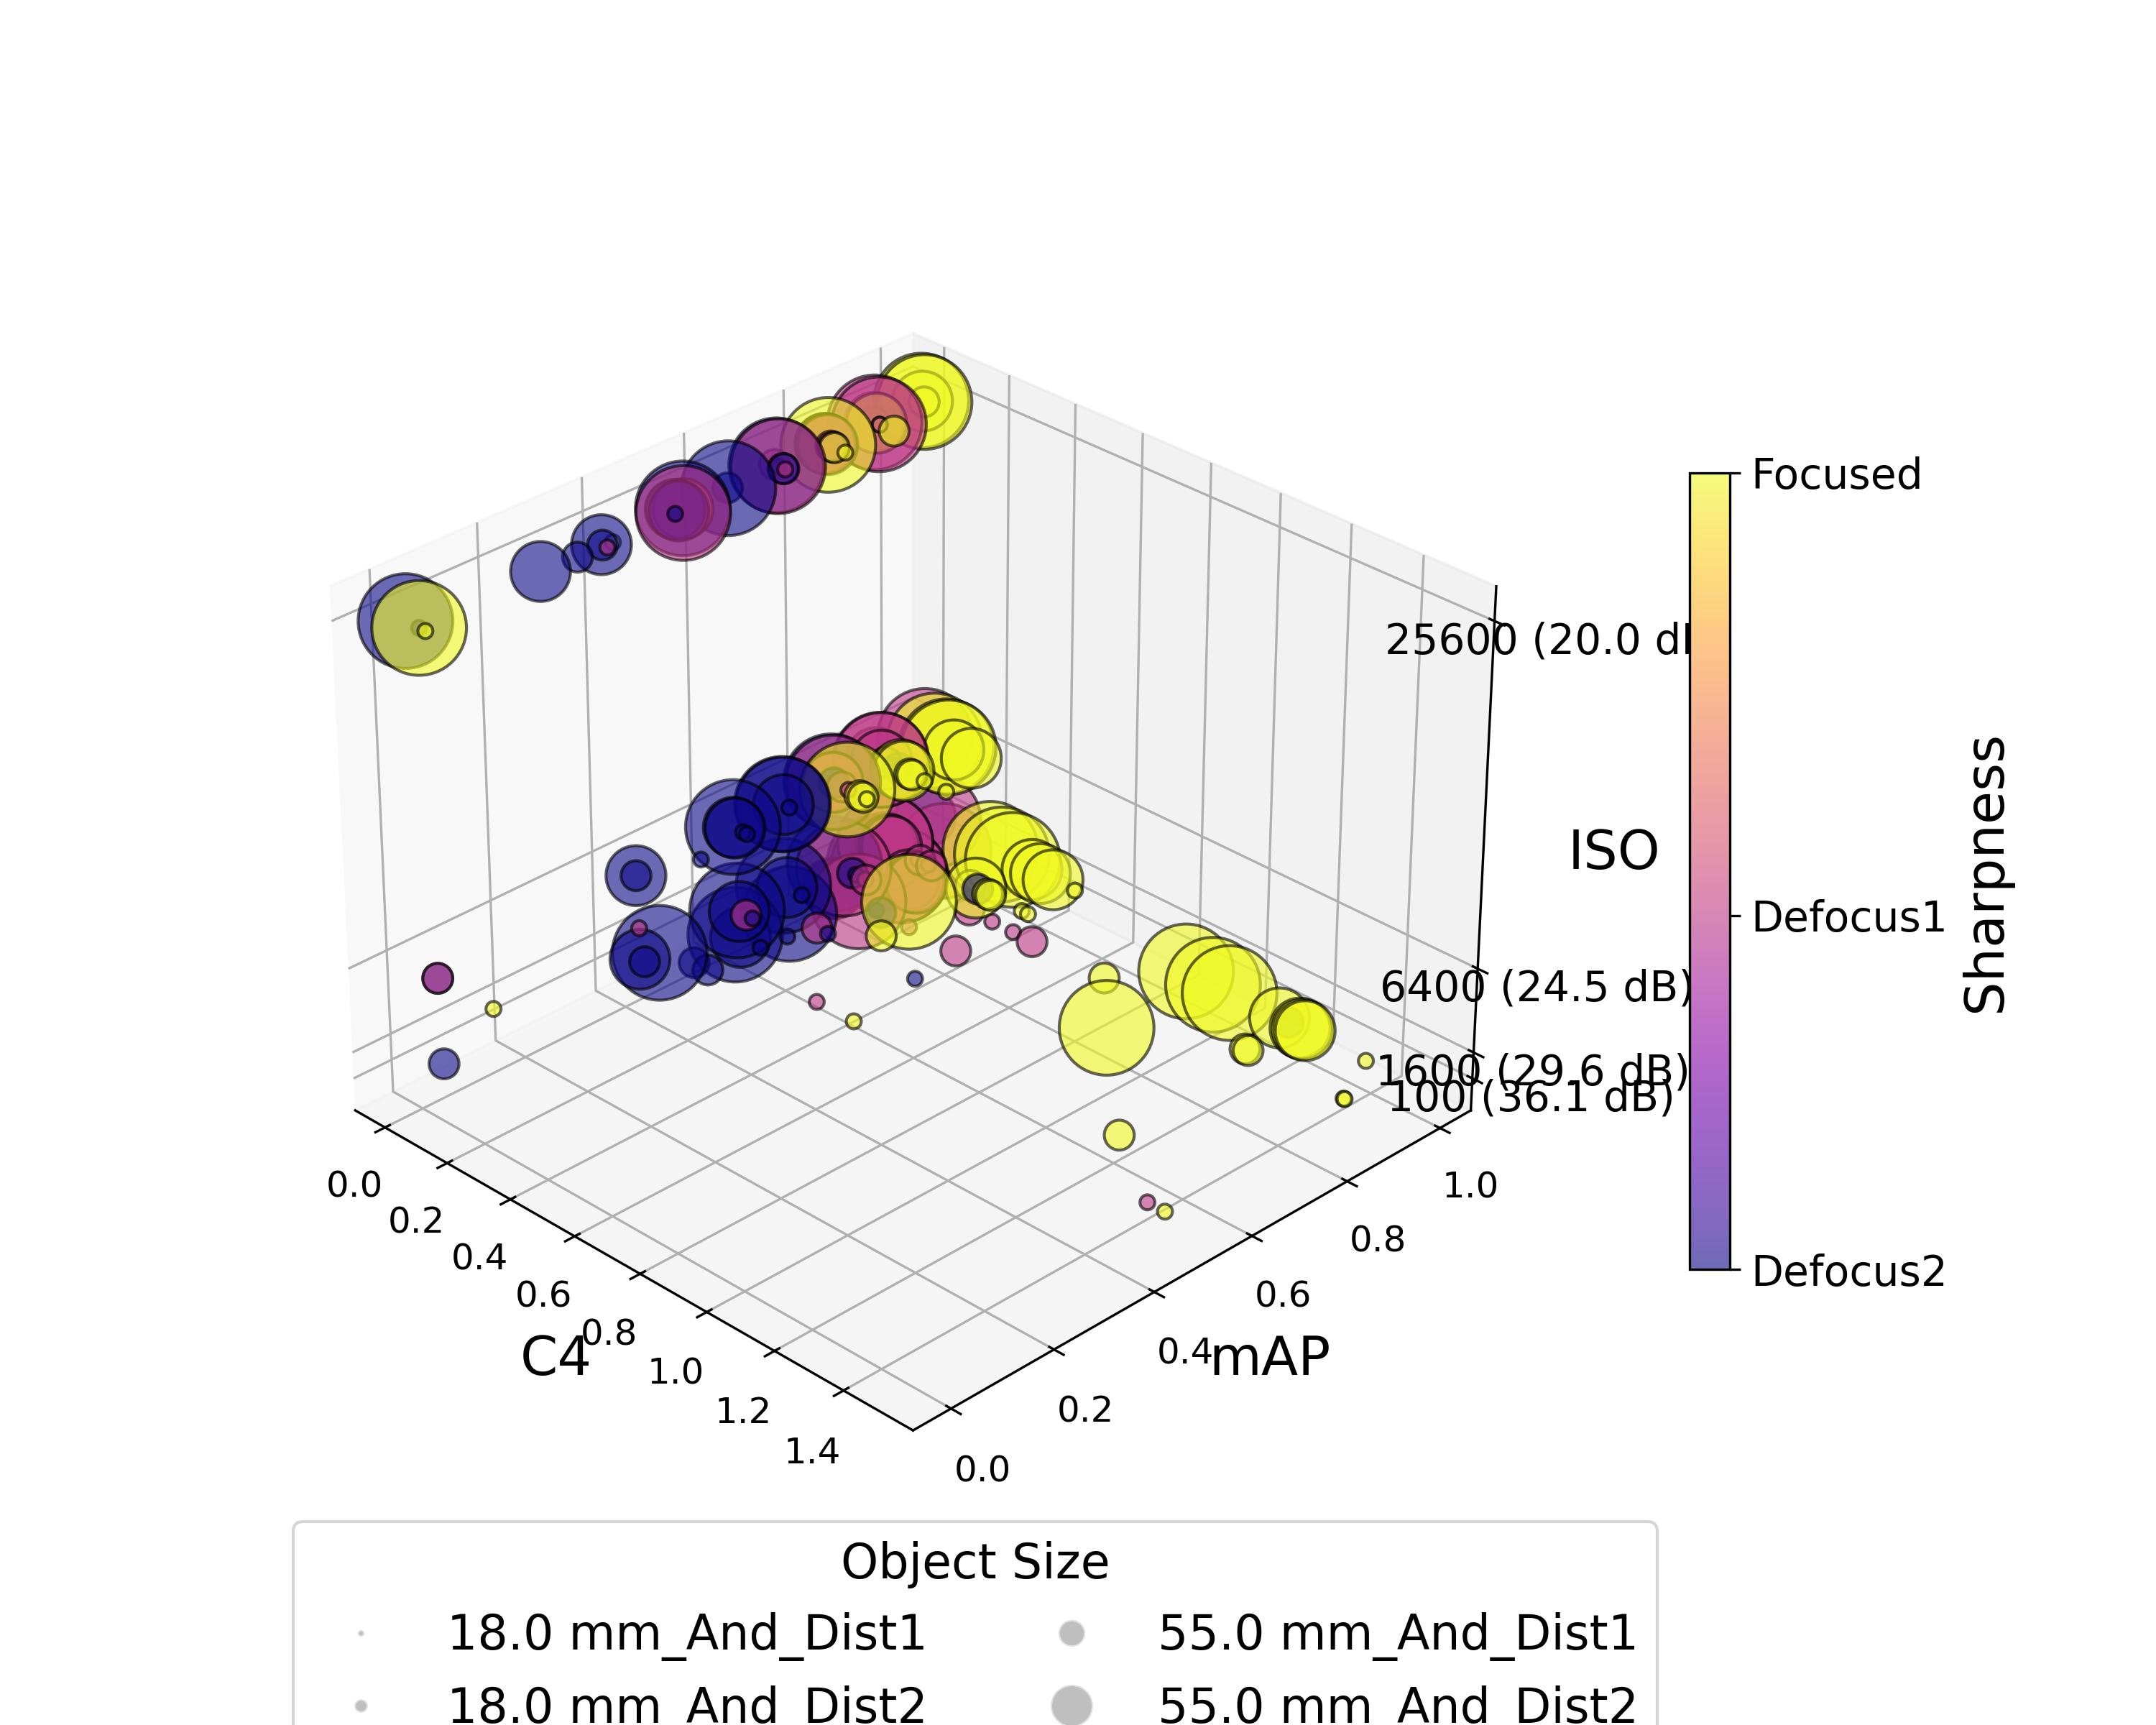 Focused
25600 (20.0 d
ISO
Defocus1
Sharpness
6400 (24.5 dB)
1600 (29.6 dB)
100 (36.1 dB)
Defocus2
0.0
0.2
0.4
0.6
0.8
1.0
1.2
1.4
C4
0.0
0.2
0.4
0.6
0.8
1.0
mAP
Object Size
18.0 mm_And_Dist1
55.0 mm_And_Dist1
18.0 mm_And_Dist2
55.0 mm_And_Dist2